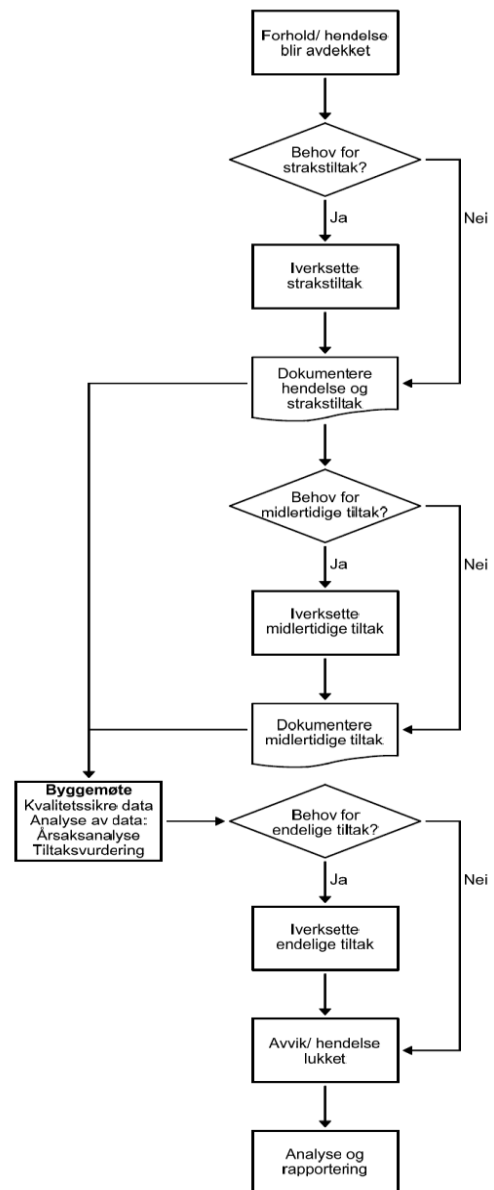 Forhold/ hendelse
blir avdekket
Behov for
strakstiltak?
Ja
Nei
Iverksette
strakstiltak
Dokumentere
hendelse og
strakstiltak
Behov for
midlertidige tiltak?
Ja
Nei
Iverksette
midlertidige tiltak
Dokumentere
midlertidige tiltak
Byggemøte
Kvalitetssikre data
Analyse av data:
Årsaksanalyse
Tiltaksvurdering
Behov for
endelige tiltak?
Ja
Nei
Iverksette
endelige tiltak
Avvik/ hendelse
lukket
Analyse og
rapportering